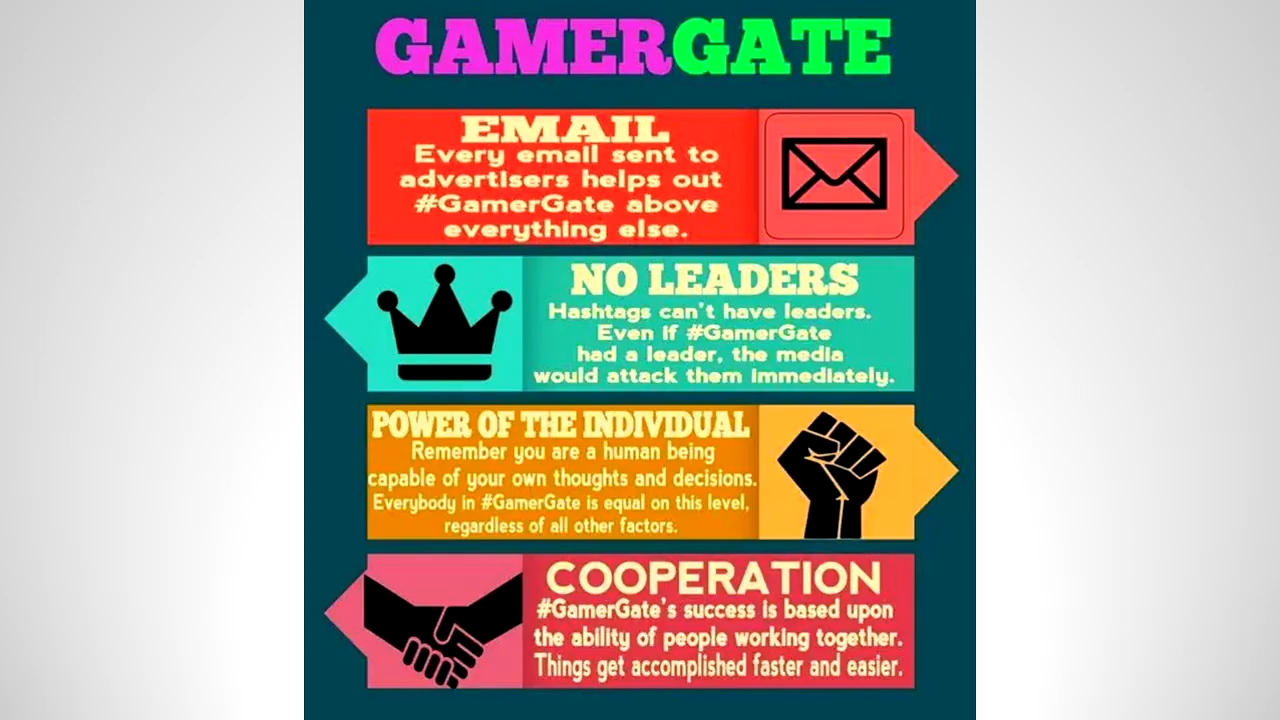 GAMERGATE
EMAIL
Every email sent to
advertisers helps out
#GamerGate above
everything else.
NO LEADERS
Hashtags can't have leaders.
Even if #GamerGate
had a leader, the media
would attack them immediately.
POWER OF THE INDIVIDUAL
Remember you are a human being
capable of your own thoughts and decisions.
Everybody in #GamerGate is equal on this level,
regardless of all other factors.
COOPERATION
#GamerGate's success is based upon
the ability of people working together.
Things get accomplished faster and easier.